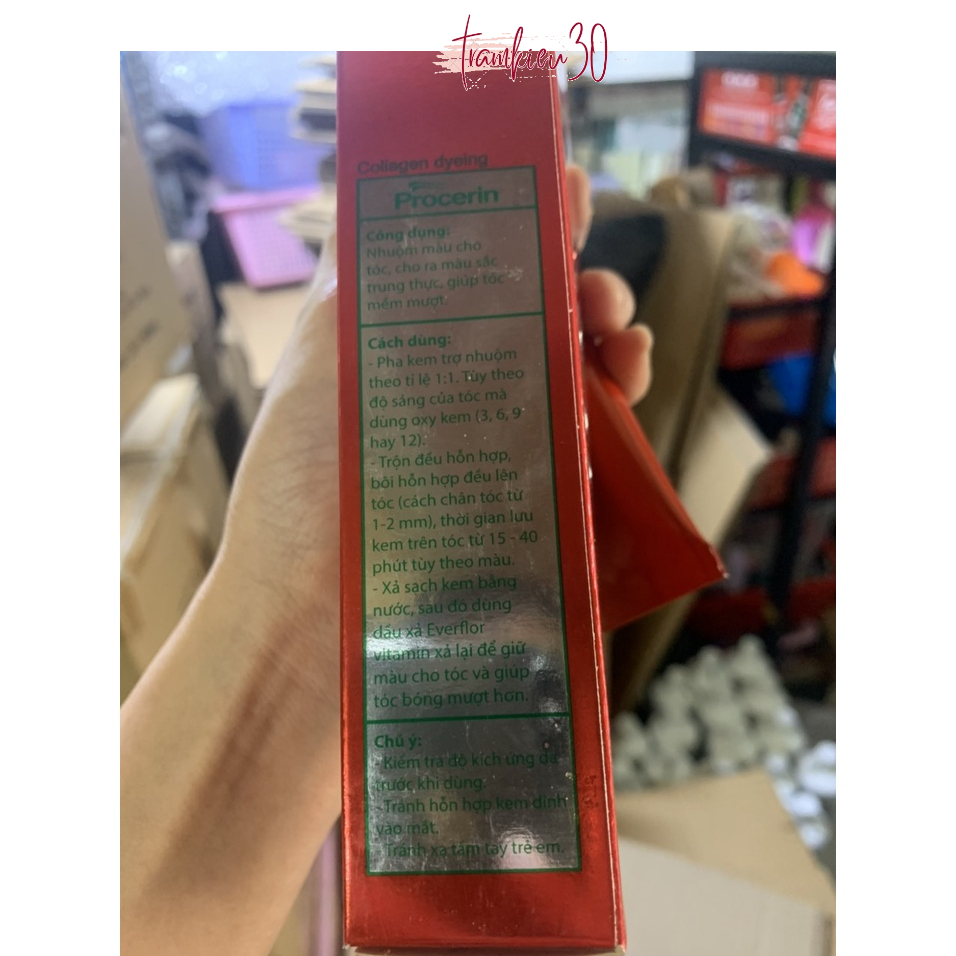 tramkieu30
Collagen dyeing
Procerin
Công dụng:
Nhuộm màu cho
tóc, cho ra màu sắc
trung thực, giúp tóc
mềm mượt.
Cách dùng:
- Pha kem trợ nhuộm
theo tỉ lệ 1:1. Tùy theo
độ sáng của tóc mà
dùng oxy kem (3, 6, 9
hay 12).
- Trộn đều hỗn hợp,
bôi hỗn hợp đều lên
tóc (cách chân tóc từ
1-2 mm), thời gian lưu
kem trên tóc từ 15 - 40
phút tùy theo màu.
- Xả sạch kem bằng
nước, sau đó dùng
dầu xả Everflor
vitamin xả lại để giữ
màu cho tóc và giúp
tóc bóng mượt hơn.
Chú ý:
- Kiểm tra độ kích ứng da
trước khi dùng.
- Tránh hỗn hợp kem dính
vào mắt.
- Tránh xa tầm tay trẻ em.